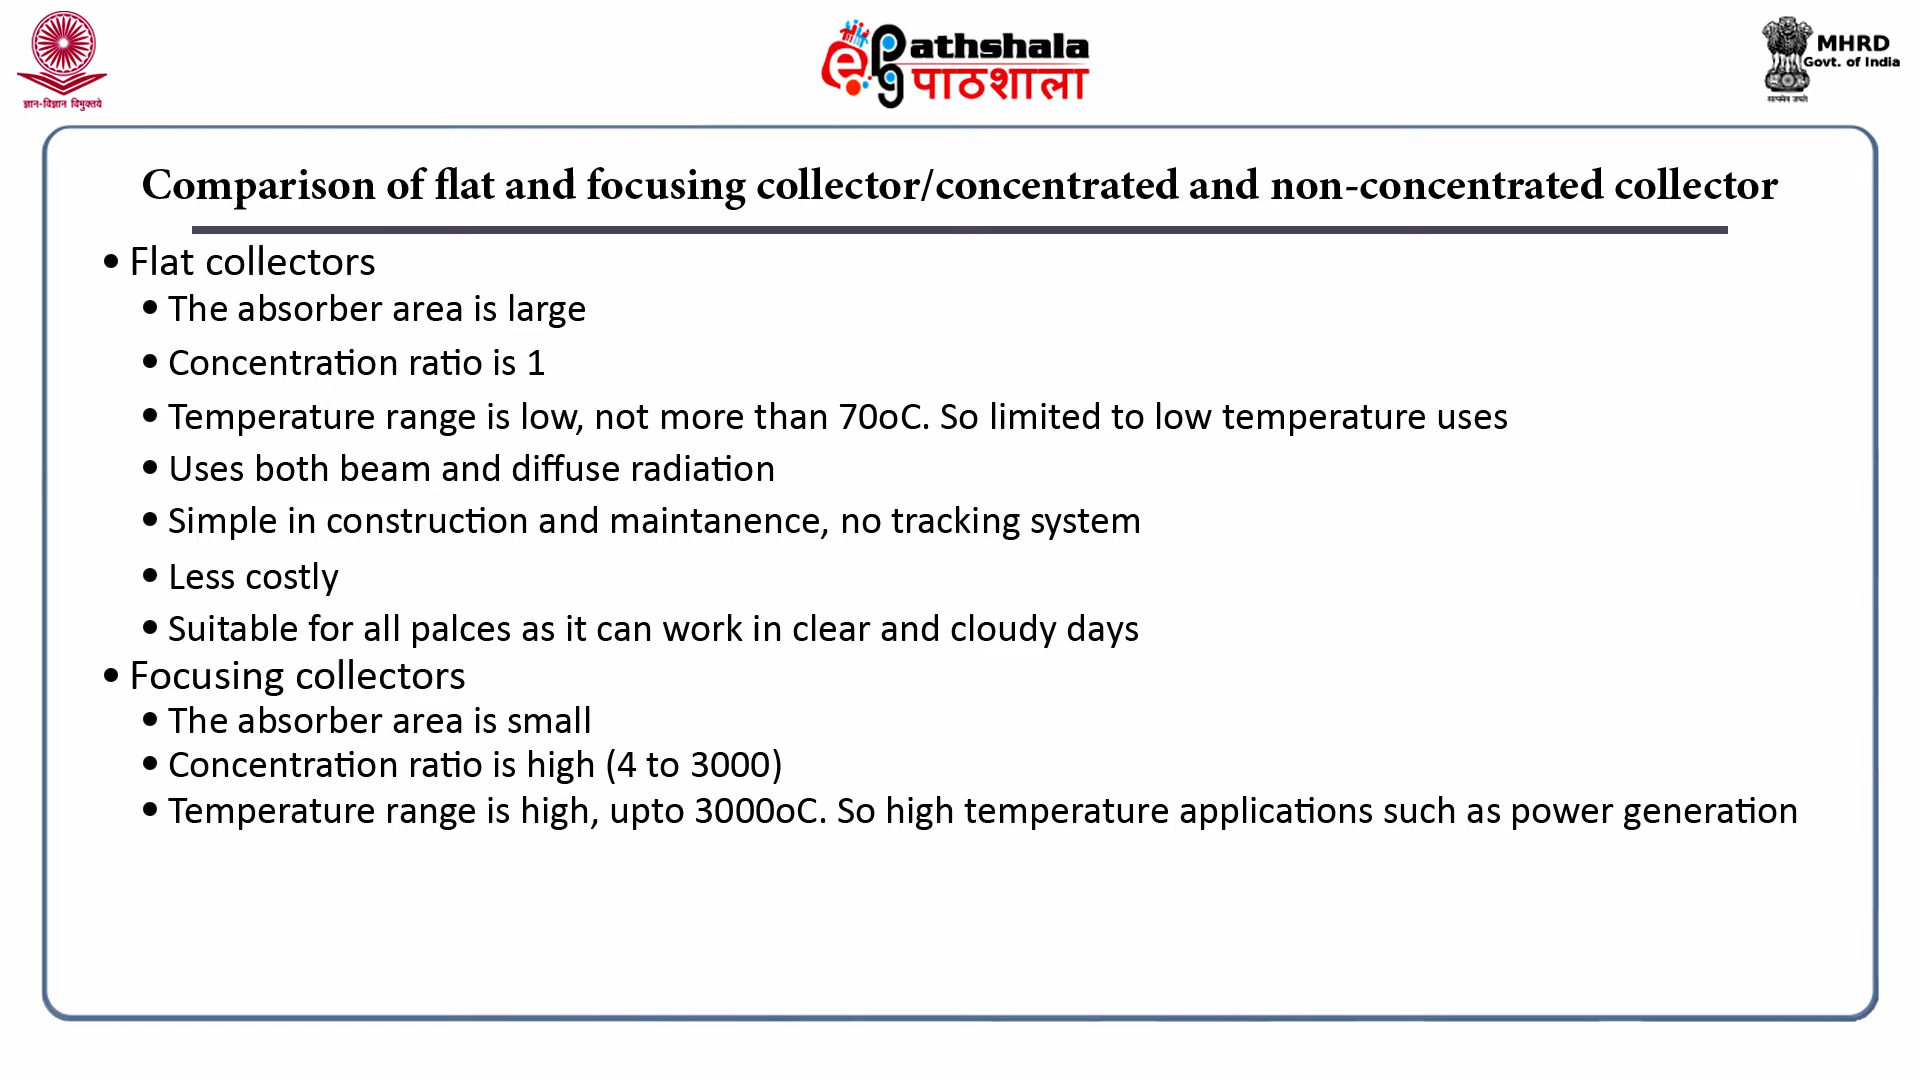 ज्ञान-विज्ञान विमुक्तये
ePathshala
पाठशाला
MHRD
Govt. of India
सत्यमेव जयते
Comparison of flat and focusing collector/concentrated and non-concentrated collector
• Flat collectors
• The absorber area is large
• Concentration ratio is 1
• Temperature range is low, not more than 70oC. So limited to low temperature uses
• Uses both beam and diffuse radiation
• Simple in construction and maintanence, no tracking system
• Less costly
• Suitable for all palces as it can work in clear and cloudy days
• Focusing collectors
• The absorber area is small
• Concentration ratio is high (4 to 3000)
• Temperature range is high, upto 3000oC. So high temperature applications such as power generation